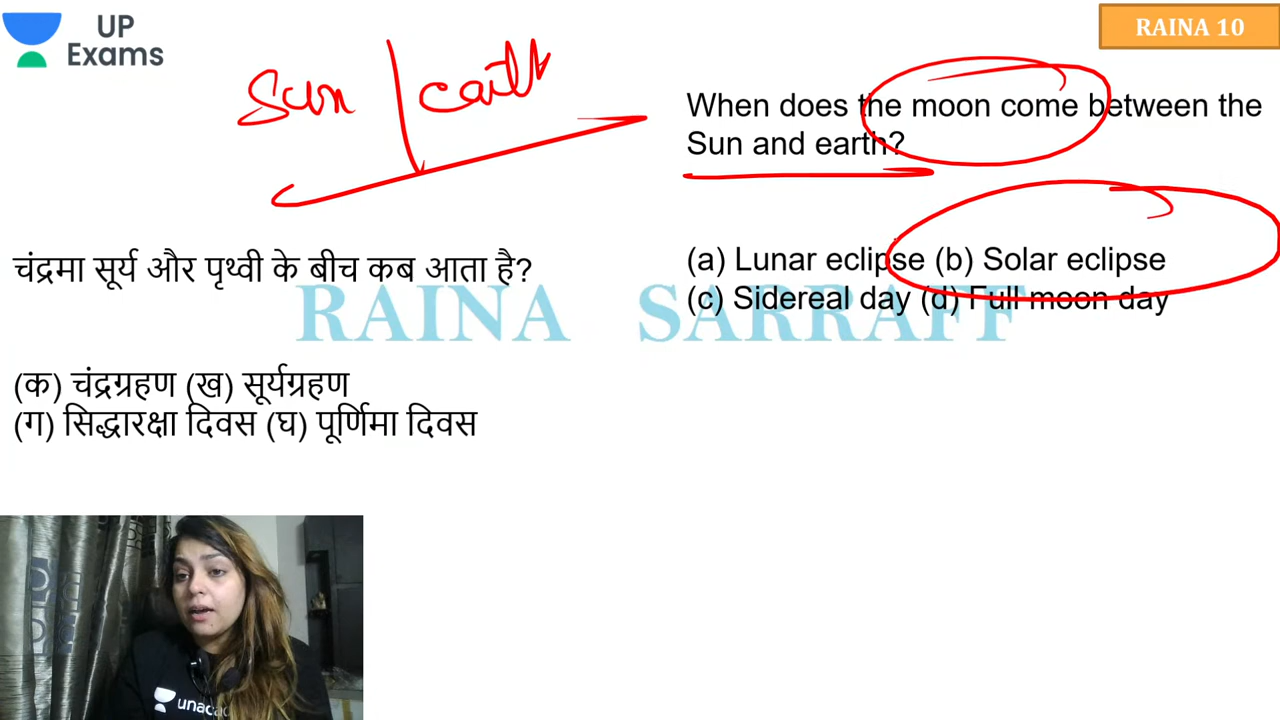 UP
Exams
RAINA 10
Sun | earth
When does the moon come between the
Sun and earth?
चंद्रमा सूर्य और पृथ्वी के बीच कब आता है?
(a) Lunar eclipse (b) Solar eclipse
(c) Sidereal day (d) Full moon day
RAINA SARRAFF
(क) चंद्रग्रहण (ख) सूर्यग्रहण
(ग) सिद्धारक्षा दिवस (घ) पूर्णिमा दिवस